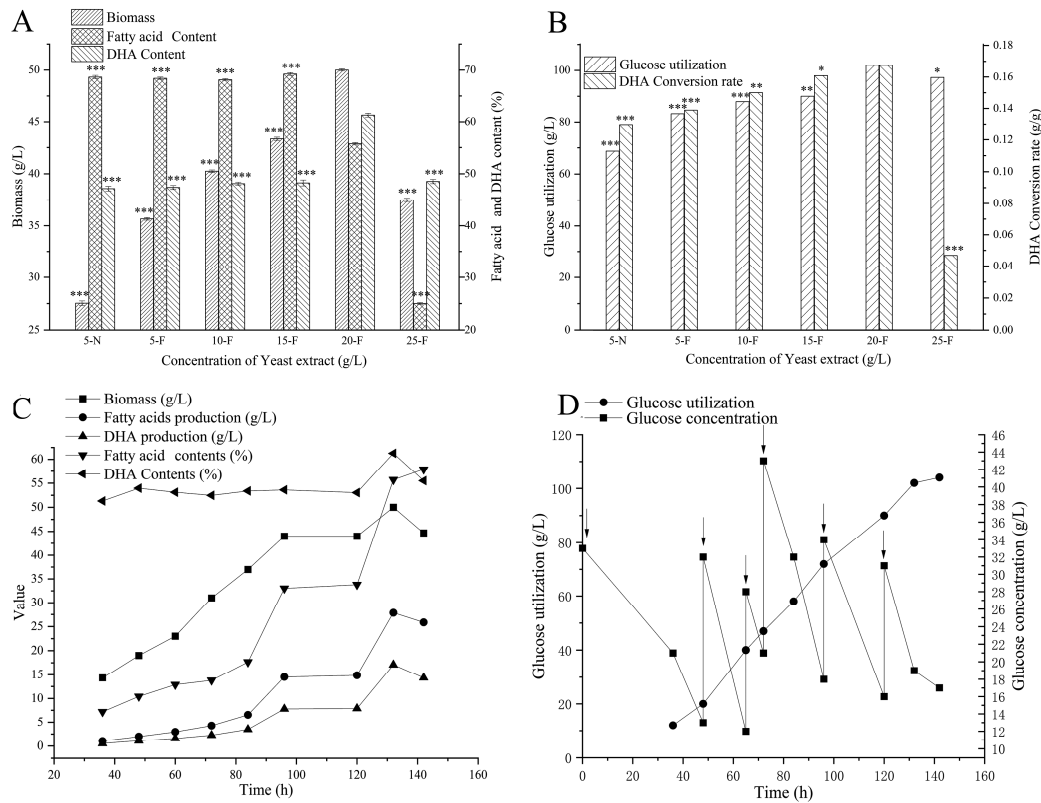 A
Biomass
Fatty acid Content
DHA Content
50
45
40
35
30
25
Biomass (g/L)
70
60
50
40
30
20
Fatty acid and DHA content (%)
*** *** *** *** *** *** *** *** *** *** *** *** *** *** ***
5-N 5-F 10-F 15-F 20-F 25-F
Concentration of Yeast extract (g/L)
B
Glucose utilization
DHA Conversion rate
100
80
60
40
20
0
Glucose utilization (g/L)
0.18
0.16
0.14
0.12
0.10
0.08
0.06
0.04
0.02
0.00
DHA Conversion rate (g/g)
*** *** *** *** *** ** ** * * ***
5-N 5-F 10-F 15-F 20-F 25-F
Concentration of Yeast extract (g/L)
C
Biomass (g/L)
Fatty acids production (g/L)
DHA production (g/L)
Fatty acid contents (%)
DHA Contents (%)
60
55
50
45
40
35
30
25
20
15
10
5
0
Value
20 40 60 80 100 120 140 160
Time (h)
D
Glucose utilization
Glucose concentration
120
100
80
60
40
20
0
Glucose utilization (g/L)
46
44
42
40
38
36
34
32
30
28
26
24
22
20
18
16
14
12
10
Glucose concentration (g/L)
0 20 40 60 80 100 120 140 160
Time (h)